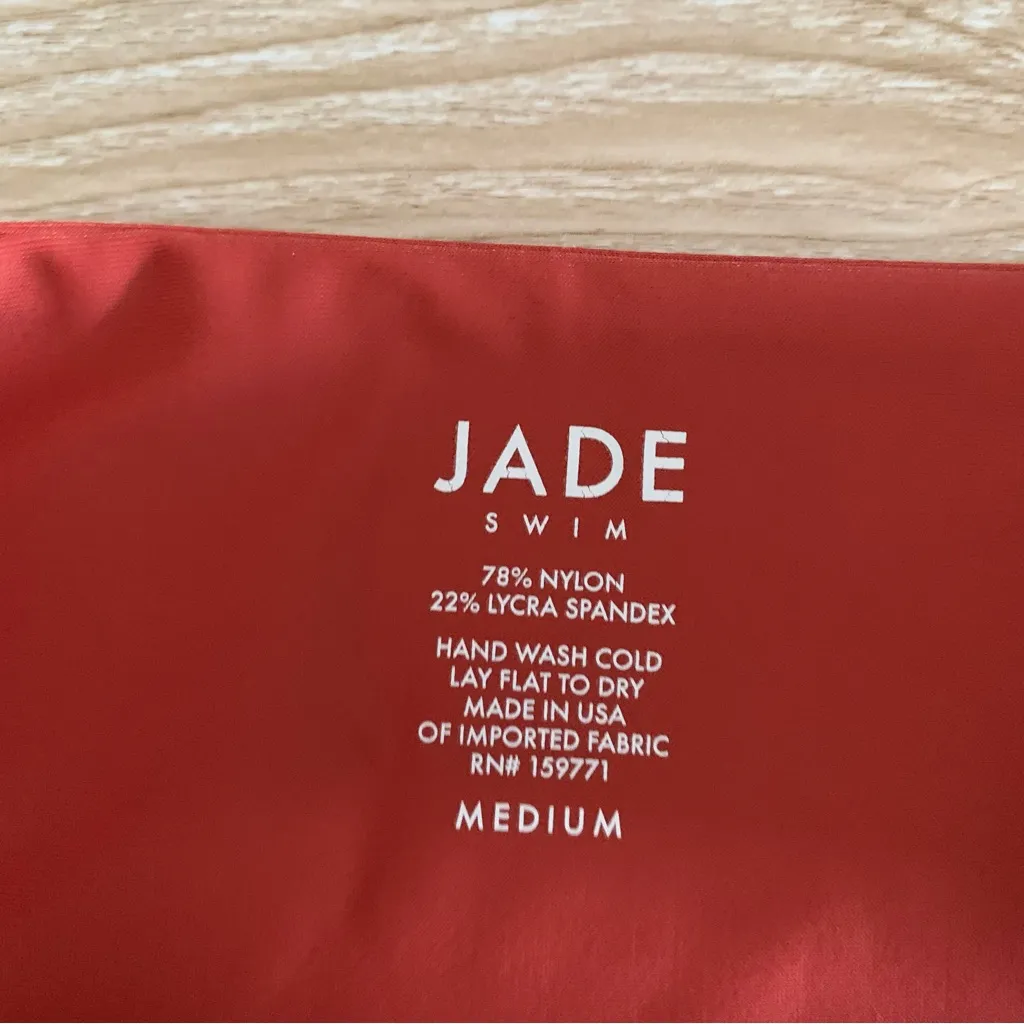 JADE
SWIM
78% NYLON
22% LYCRA SPANDEX
HAND WASH COLD
LAY FLAT TO DRY
MADE IN USA
OF IMPORTED FABRIC
RN# 159771
MEDIUM